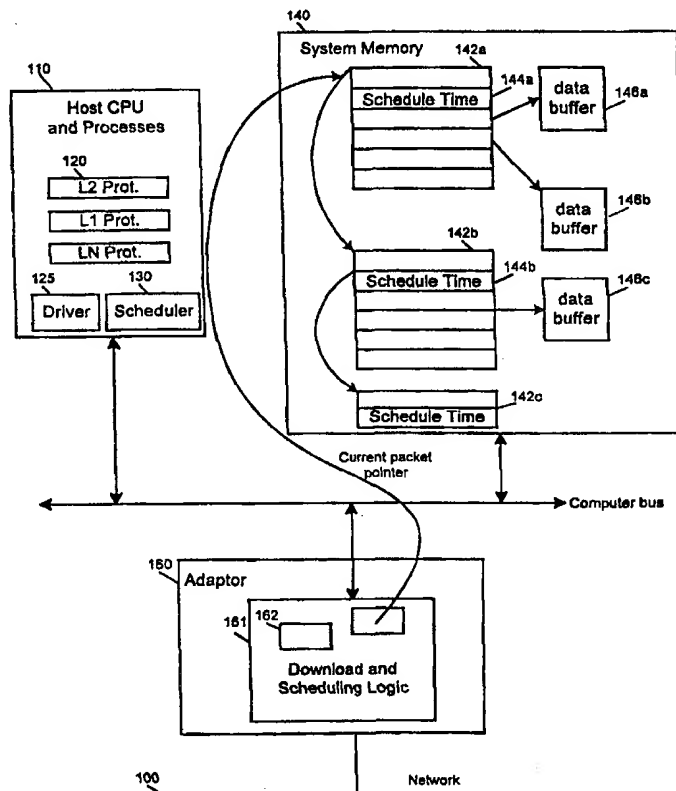 140
System Memory
142a
144a
Schedule Time
data
buffer
146a
data
buffer
146b
142b
144b
Schedule Time
data
buffer
146c
142c
Schedule Time
110
Host CPU
and Processes
120
L2 Prot.
L1 Prot.
LN Prot.
125
130
Driver
Scheduler
Current packet
pointer
Computer bus
160
Adaptor
161
162
Download and
Scheduling Logic
100
Network